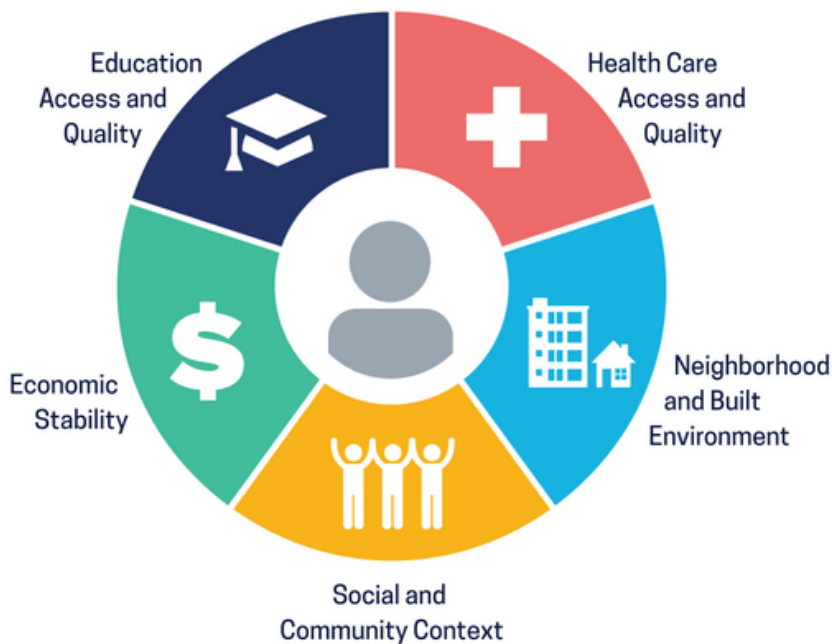 Education
Access and
Quality
Health Care
Access and
Quality
$
Economic
Stability
Neighborhood
and Built
Environment
Social and
Community Context